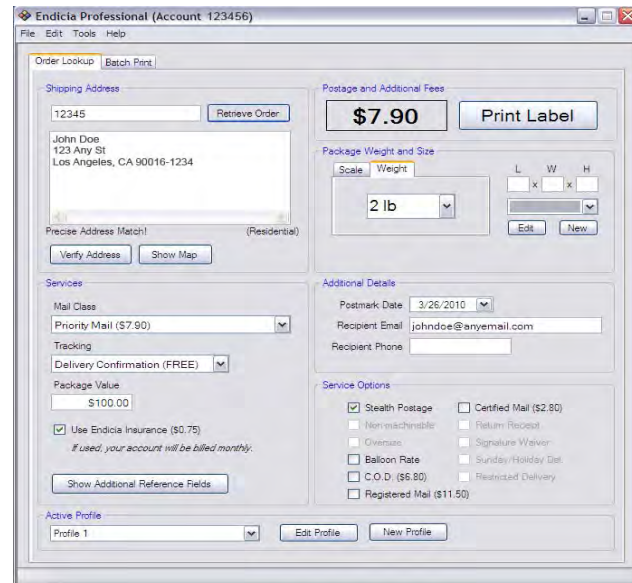 Endicia Professional (Account 123456)
File Edit Tools Help
Order Lookup Batch Print
Shipping Address
12345 Retrieve Order
John Doe
123 Any St
Los Angeles, CA 90016-1234
Precise Address Match! (Residential)
Verify Address Show Map
Postage and Additional Fees
$7.90 Print Label
Package Weight and Size
Scale Weight
L W H
x x
2 lb
Edit New
Services
Mail Class
Priority Mail ($7.90)
Tracking
Delivery Confirmation (FREE)
Package Value
$100.00
Use Endicia Insurance ($0.75)
If used, your account will be billed monthly.
Show Additional Reference Fields
Additional Details
Postmark Date 3/26/2010
Recipient Email johndoe@anyemail.com
Recipient Phone
Service Options
Stealth Postage Certified Mail ($2.80)
Nonmachinable Return Receipt
Oversize Signature Waiver
Balloon Rate Sunday/Holiday Del.
C.O.D. ($6.80) Restricted Delivery
Registered Mail ($11.50)
Active Profile
Profile 1 Edit Profile New Profile